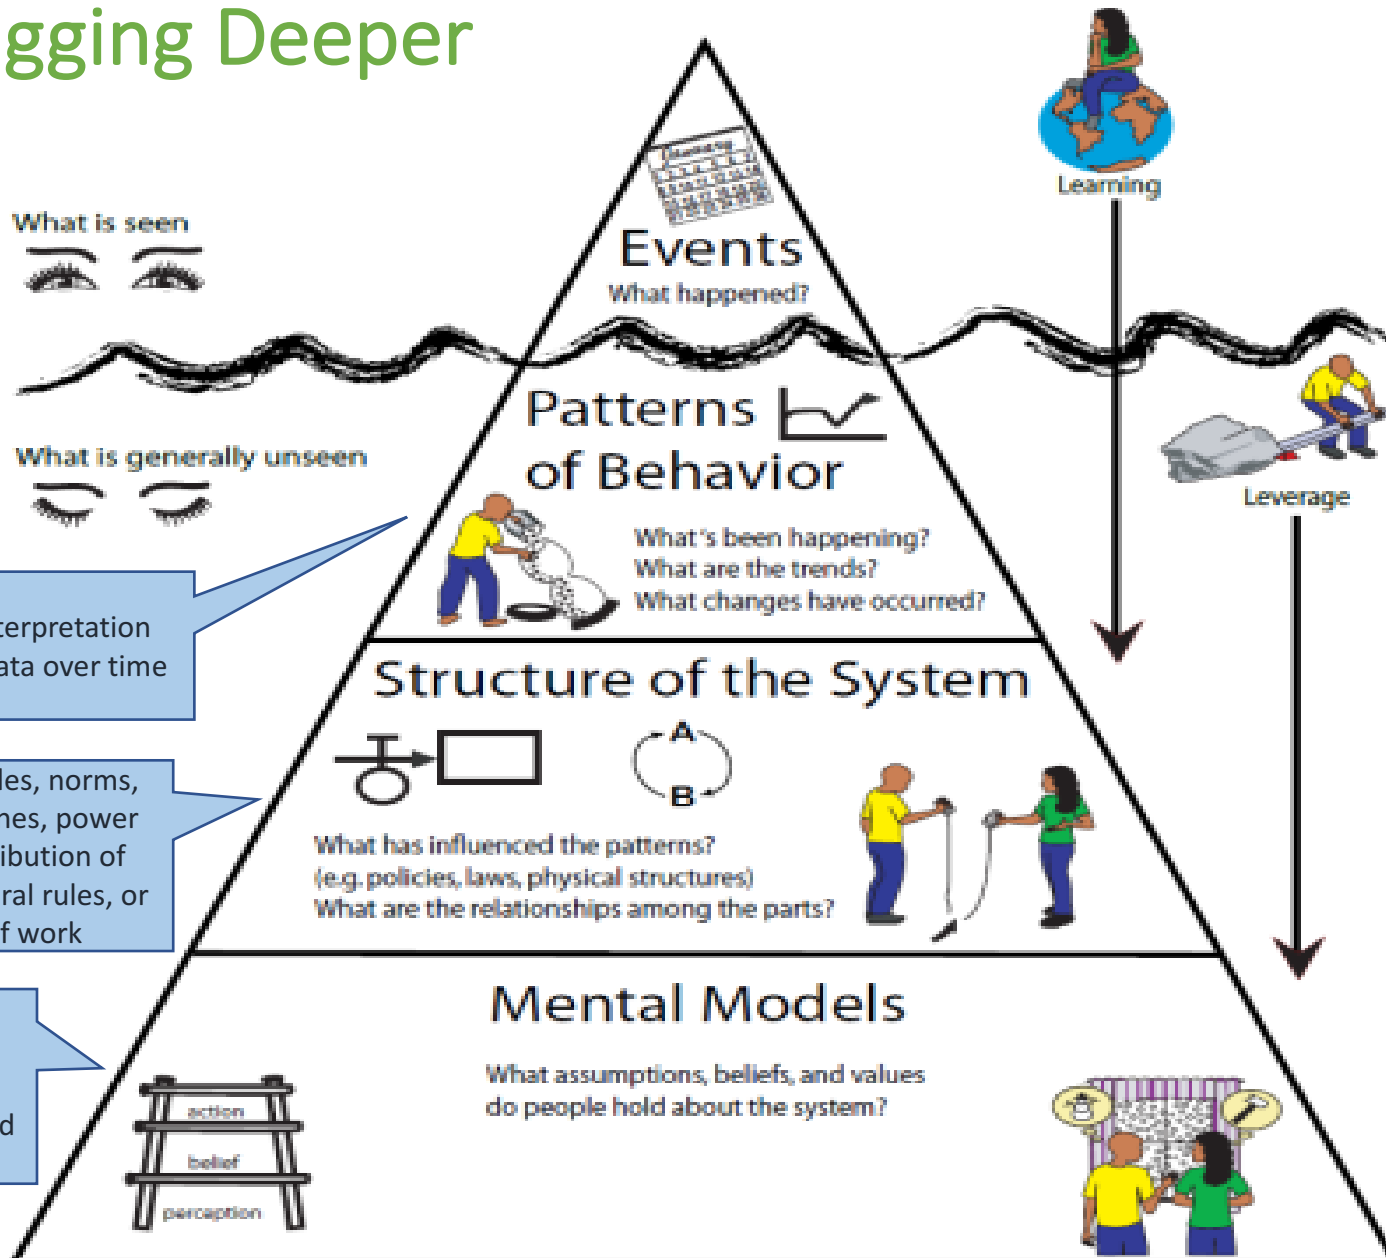 gging Deeper
Learning
What is seen
Events
What happened?
Patterns
of Behavior
What is generally unseen
Leverage
What's been happening?
What are the trends?
What changes have occurred?
terpretation
ata over time
Structure of the System
A
B
les, norms,
nes, power
ribution of
ral rules, or
f work
What has influenced the patterns?
(e.g. policies, laws, physical structures)
What are the relationships among the parts?
Mental Models
What assumptions, beliefs, and values
do people hold about the system?
d
action
belief
perception